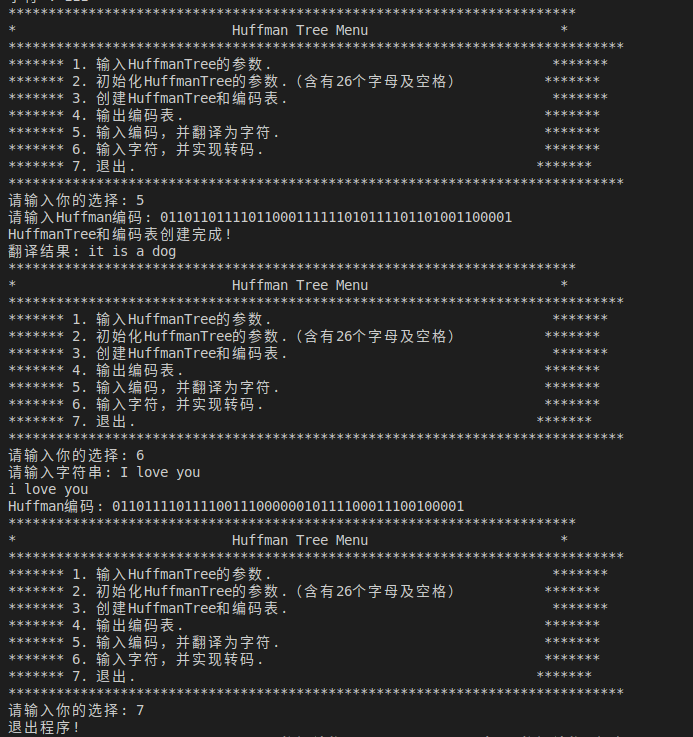 ***********************************************************************
*                           Huffman Tree Menu                        *
*****************************************************************************
******* 1. 输入HuffmanTree的参数.                                   *******
******* 2. 初始化HuffmanTree的参数.(含有26个字母及空格)           *******
******* 3. 创建HuffmanTree和编码表.                                 *******
******* 4. 输出编码表.                                             *******
******* 5. 输入编码,并翻译为字符.                                 *******
******* 6. 输入字符,并实现转码.                                   *******
******* 7. 退出.                                                  *******
*****************************************************************************
请输入你的选择: 5
请输入Huffman编码: 01101101111011000111111010111101101001100001
HuffmanTree和编码表创建完成!
翻译结果: it is a dog
***********************************************************************
*                           Huffman Tree Menu                        *
*****************************************************************************
******* 1. 输入HuffmanTree的参数.                                   *******
******* 2. 初始化HuffmanTree的参数.(含有26个字母及空格)           *******
******* 3. 创建HuffmanTree和编码表.                                 *******
******* 4. 输出编码表.                                             *******
******* 5. 输入编码,并翻译为字符.                                 *******
******* 6. 输入字符,并实现转码.                                   *******
******* 7. 退出.                                                  *******
*****************************************************************************
请输入你的选择: 6
请输入字符串: I love you
i love you
Huffman编码: 01101111011110011100000010111100011100100001
***********************************************************************
*                           Huffman Tree Menu                        *
*****************************************************************************
******* 1. 输入HuffmanTree的参数.                                   *******
******* 2. 初始化HuffmanTree的参数.(含有26个字母及空格)           *******
******* 3. 创建HuffmanTree和编码表.                                 *******
******* 4. 输出编码表.                                             *******
******* 5. 输入编码,并翻译为字符.                                 *******
******* 6. 输入字符,并实现转码.                                   *******
******* 7. 退出.                                                  *******
*****************************************************************************
请输入你的选择: 7
退出程序!